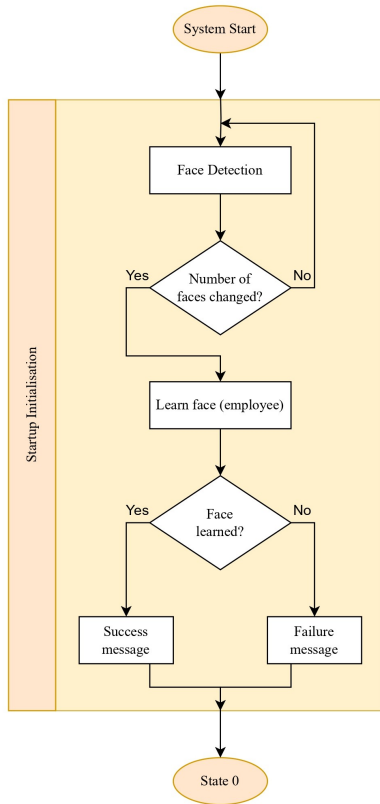 System Start
Startup Initialisation
Face Detection
Number of
faces changed?
Yes
No
Learn face (employee)
Face
learned?
Yes
No
Success
message
Failure
message
State 0